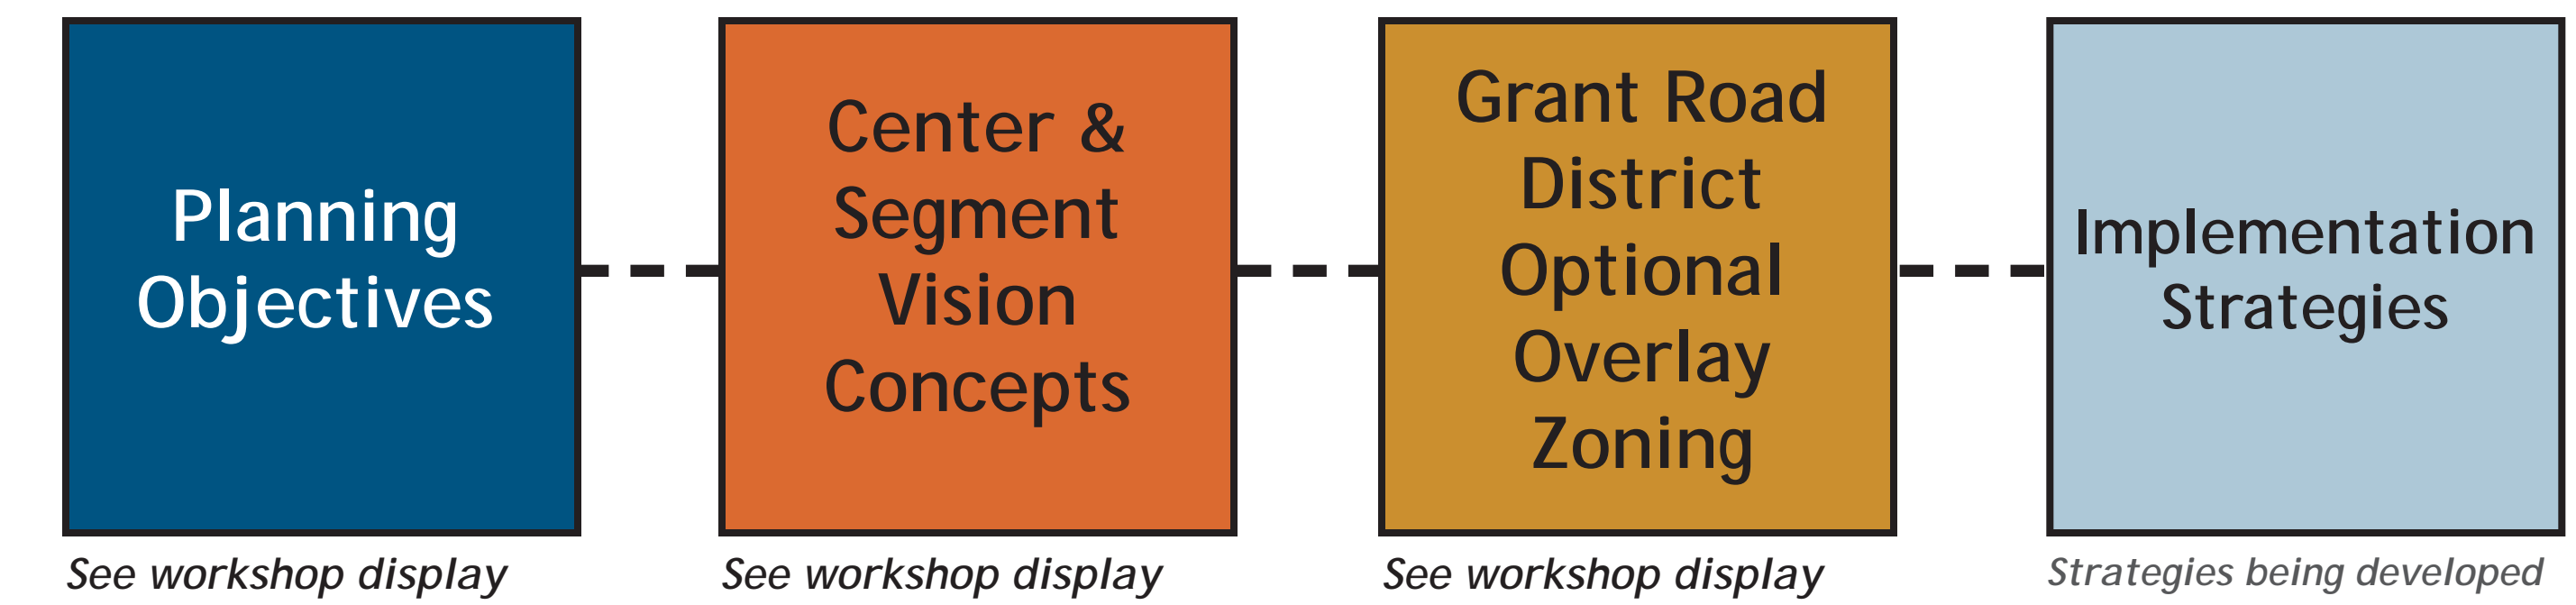 Planning
Objectives
See workshop display
Center &
Segment
Vision
Concepts
See workshop display
Grant Road
District
Optional
Overlay
Zoning
See workshop display
Implementation
Strategies
Strategies being developed